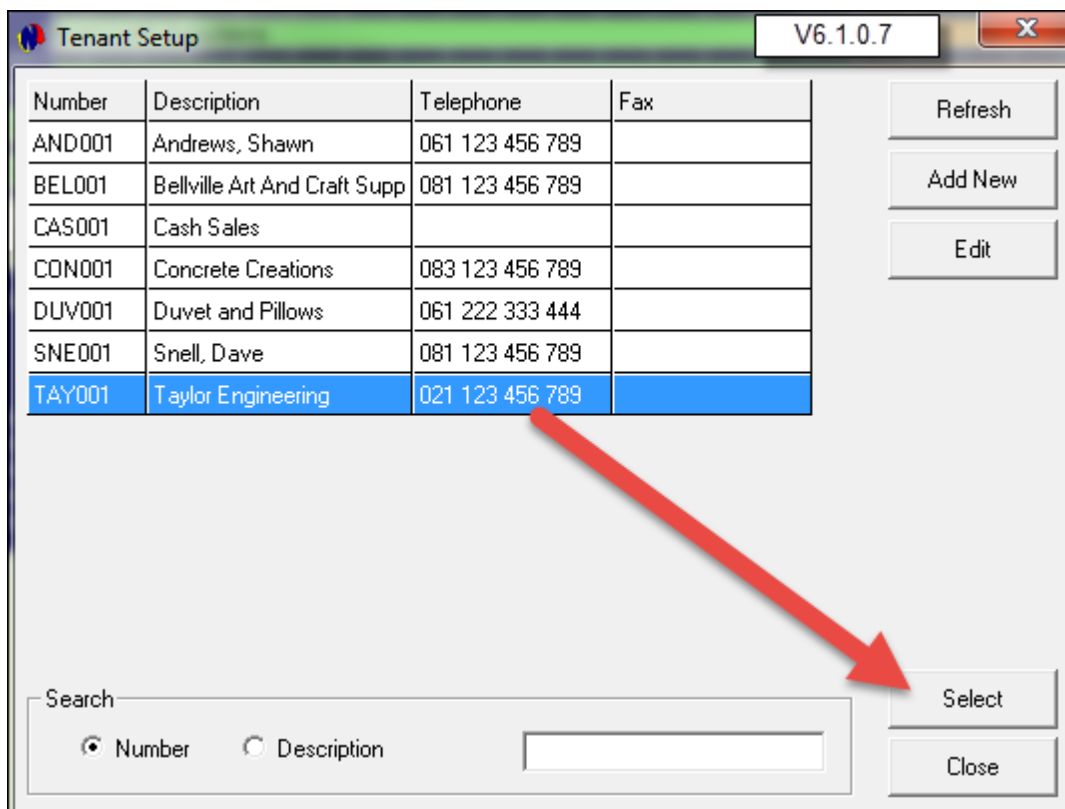 Tenant Setup V6.1.0.7
Number Description Telephone Fax Refresh
AND001 Andrews, Shawn 061 123 456 789
BEL001 Bellville Art And Craft Supp 081 123 456 789 Add New
CAS001 Cash Sales
CON001 Concrete Creations 083 123 456 789 Edit
DUV001 Duvet and Pillows 061 222 333 444
SNE001 Snell, Dave 081 123 456 789
TAY001 Taylor Engineering 021 123 456 789
Search Select
Number Description
Close